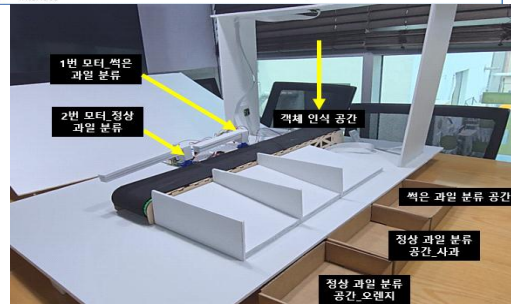 1번 모터_썩은
과일 분류
2번 모터_정상
과일 분류
객체 인식 공간
썩은 과일 분류 공간
정상 과일 분류
공간_사과
정상 과일 분류
공간_오렌지